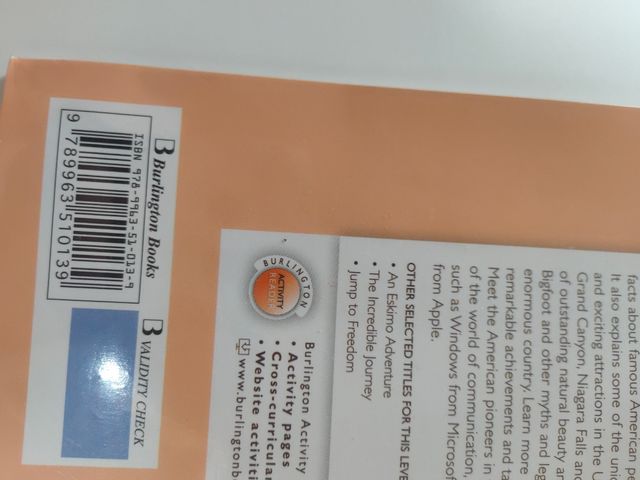 facts about famous American pe
It also explains some of the uniq
and exciting attractions in the U
Grand Canyon, Niagara Falls and
of outstanding natural beauty an
Bigfoot and other myths and leg
enormous country. Learn more
remarkable achievements and ta
Meet the American pioneers in
of the world of communication,
such as Windows from Microsof
from Apple.
OTHER SELECTED TITLES FOR THIS LEVE
• An Eskimo Adventure
• The Incredible Journey
• Jump to Freedom
BURLINGTON
ACTIVITY
READER
Burlington Activity
• Activity pages
• Cross-curricular
• Website activiti
www.burlingtonb
B Burlington Books
ISBN 978-9963-51-013-9
9 789963 510139
B VALIDITY CHECK